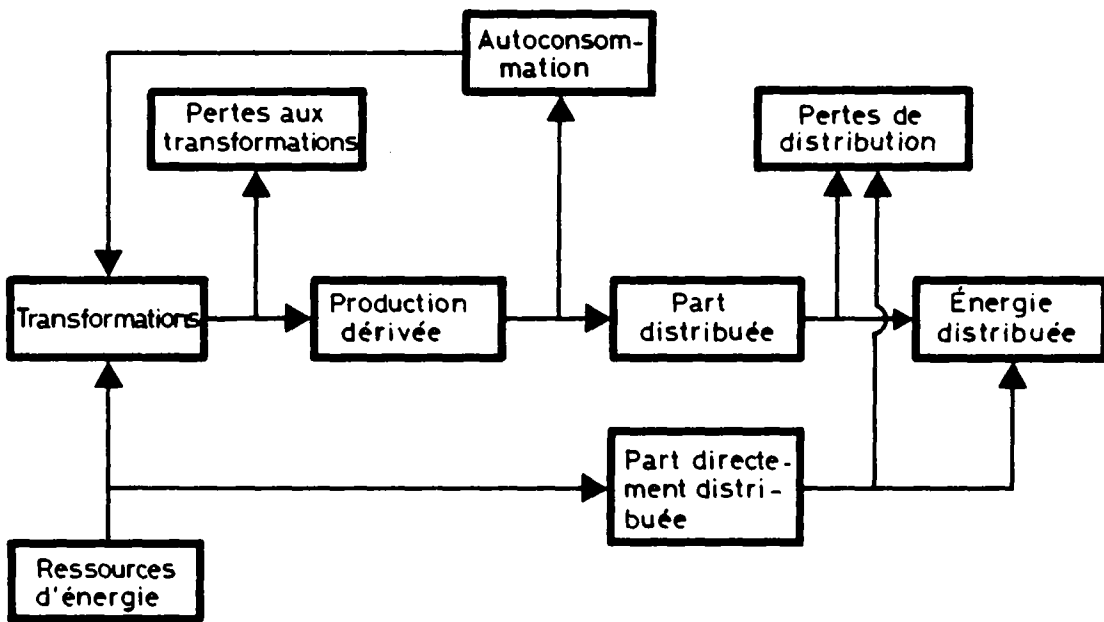 Autoconsom-
mation
Pertes aux
transformations
Pertes de
distribution
Transformations
Production
dérivée
Part
distribuée
Énergie
distribuée
Part directe-
ment distri-
buée
Ressources
d'énergie